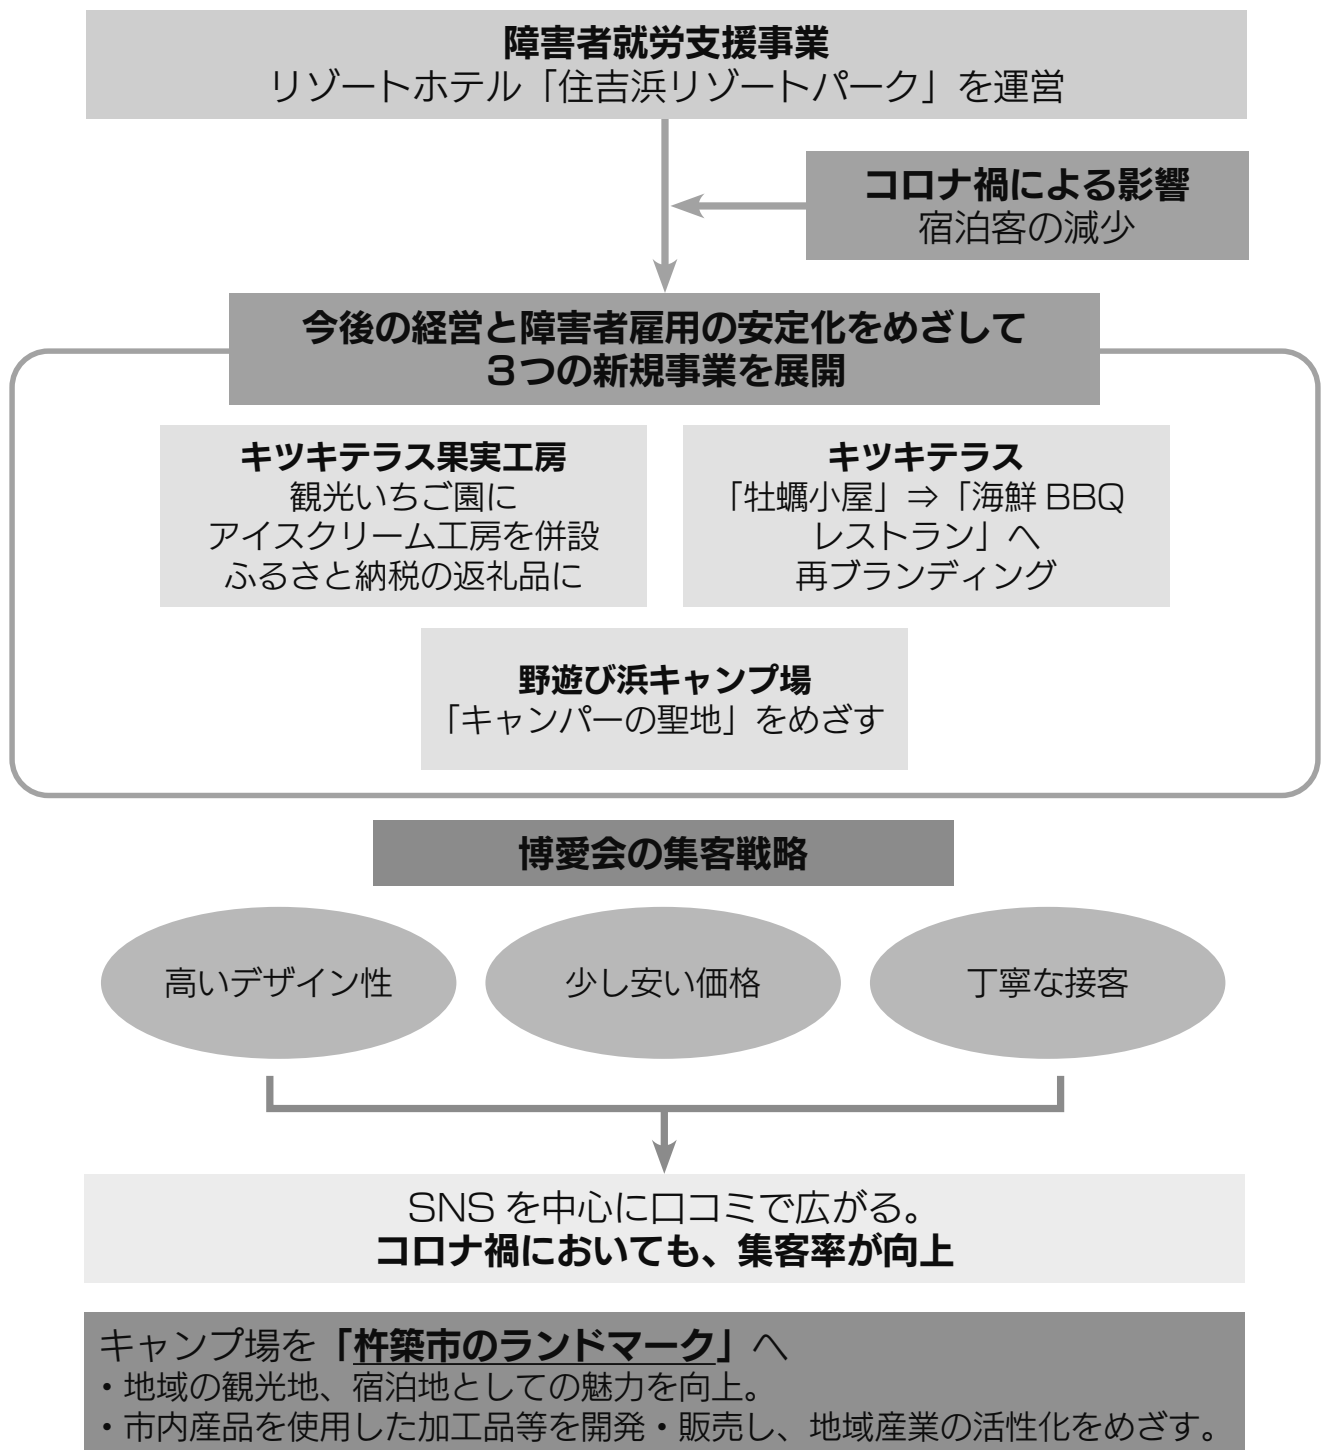 障害者就労支援事業
リゾートホテル「住吉浜リゾートパーク」を運営
コロナ禍による影響
宿泊客の減少
今後の経営と障害者雇用の安定化をめざして
3つの新規事業を展開
キツキテラス果実工房
観光いちご園に
アイスクリーム工房を併設
ふるさと納税の返礼品に
キツキテラス
「牡蠣小屋」⇒「海鮮 BBQ
レストラン」へ
再ブランディング
野遊び浜キャンプ場
「キャンパーの聖地」をめざす
博愛会の集客戦略
高いデザイン性
少し安い価格
丁寧な接客
SNS を中心に口コミで広がる。
コロナ禍においても、集客率が向上
キャンプ場を「杵築市のランドマーク」へ
・地域の観光地、宿泊地としての魅力を向上。
・市内産品を使用した加工品等を開発・販売し、地域産業の活性化をめざす。